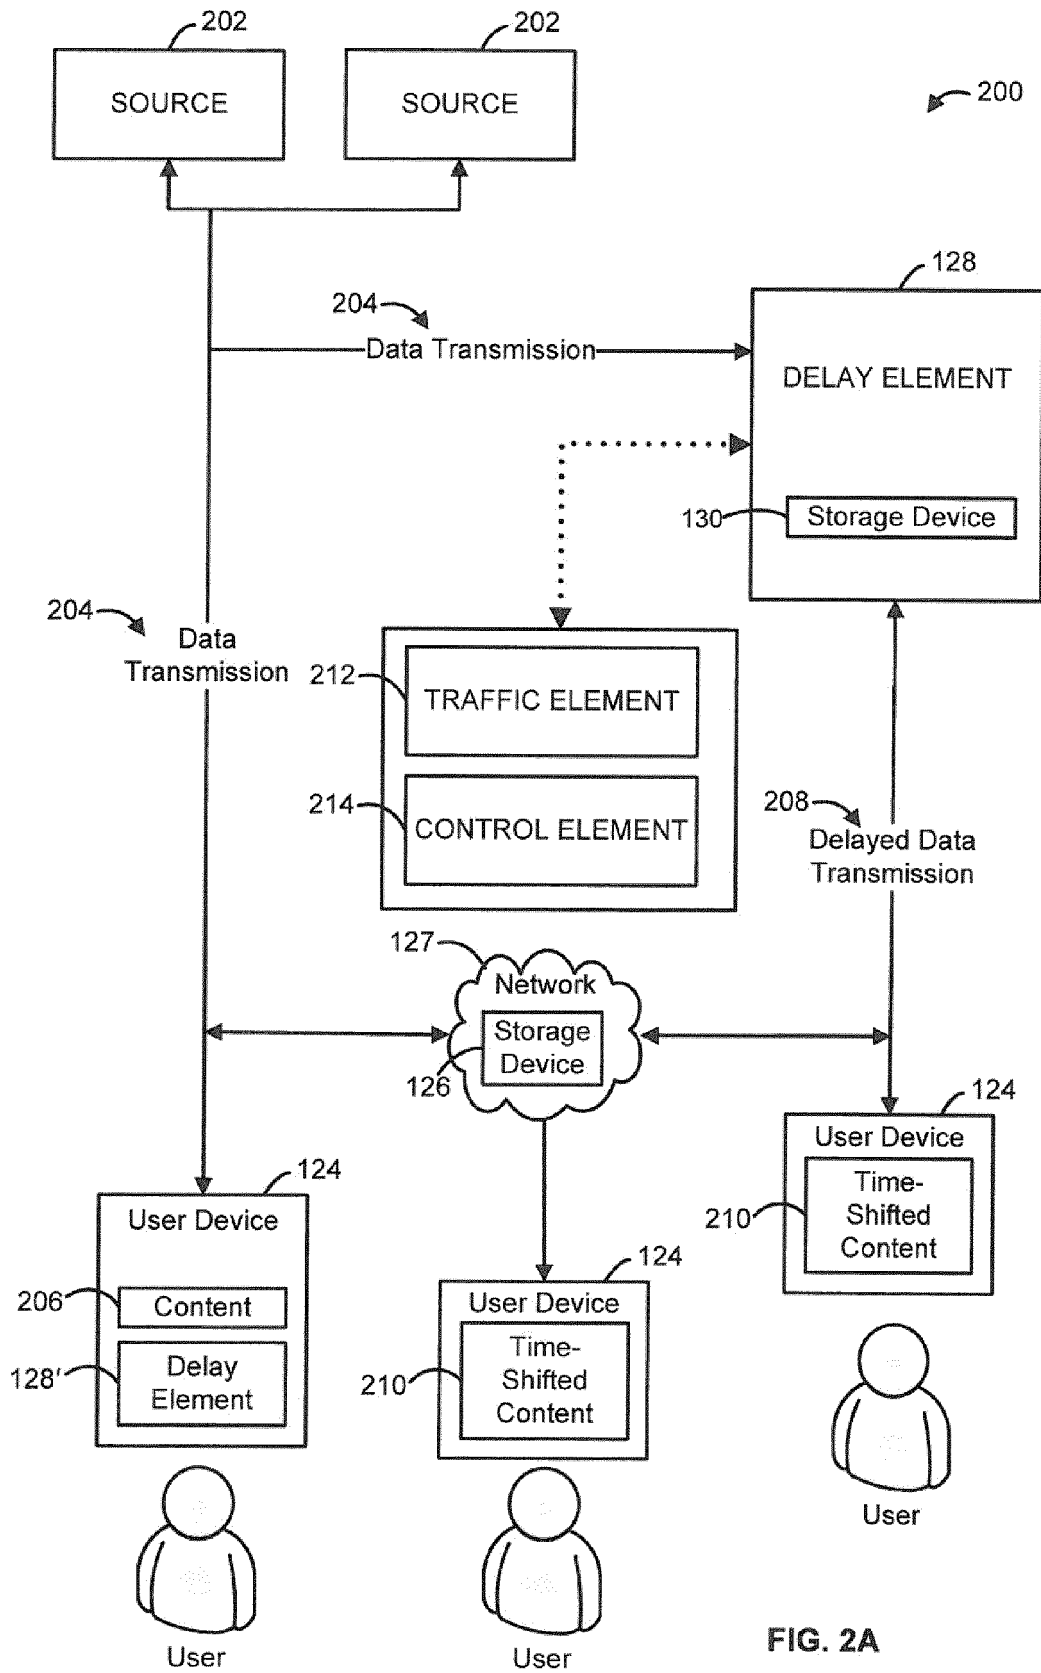 202
202
SOURCE
SOURCE
200
128
204
Data Transmission
DELAY ELEMENT
130
Storage Device
204
Data
Transmission
212
TRAFFIC ELEMENT
214
CONTROL ELEMENT
208
Delayed Data
Transmission
127
Network
Storage
Device
126
124
User Device
210
Time-
Shifted
Content
124
User Device
206
Content
128'
Delay
Element
124
User Device
210
Time-
Shifted
Content
User
User
User
FIG. 2A